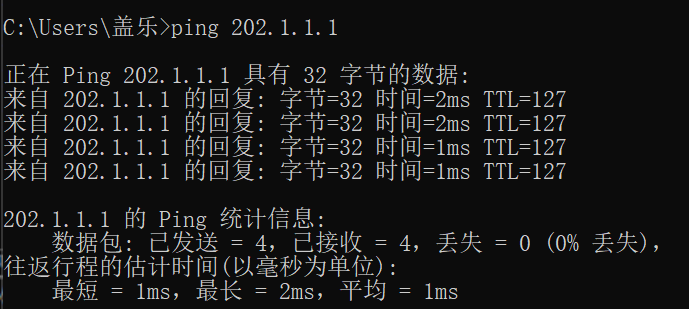 C:\Users\盖乐>ping 202.1.1.1
正在 Ping 202.1.1.1 具有 32 字节的数据:
来自 202.1.1.1 的回复: 字节=32 时间=2ms TTL=127
来自 202.1.1.1 的回复: 字节=32 时间=2ms TTL=127
来自 202.1.1.1 的回复: 字节=32 时间=1ms TTL=127
来自 202.1.1.1 的回复: 字节=32 时间=1ms TTL=127
202.1.1.1 的 Ping 统计信息:
数据包: 已发送 = 4，已接收 = 4，丢失 = 0 (0% 丢失)，
往返行程的估计时间(以毫秒为单位):
最短 = 1ms，最长 = 2ms，平均 = 1ms